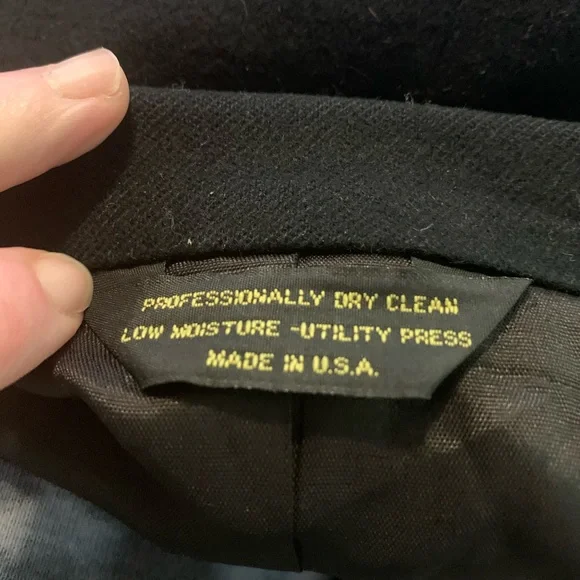 PROFESSIONALLY DRY CLEAN
LOW MOISTURE -UTILITY PRESS
MADE IN U.S.A.